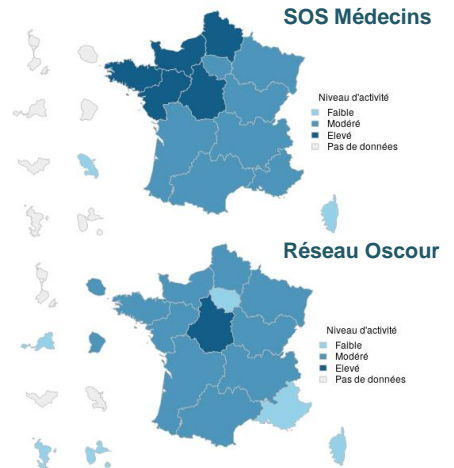 SOS Médecins
Niveau d'activité
Faible
Modéré
Elevé
Pas de données
Réseau Oscour
Niveau d'activité
Faible
Modéré
Elevé
Pas de données